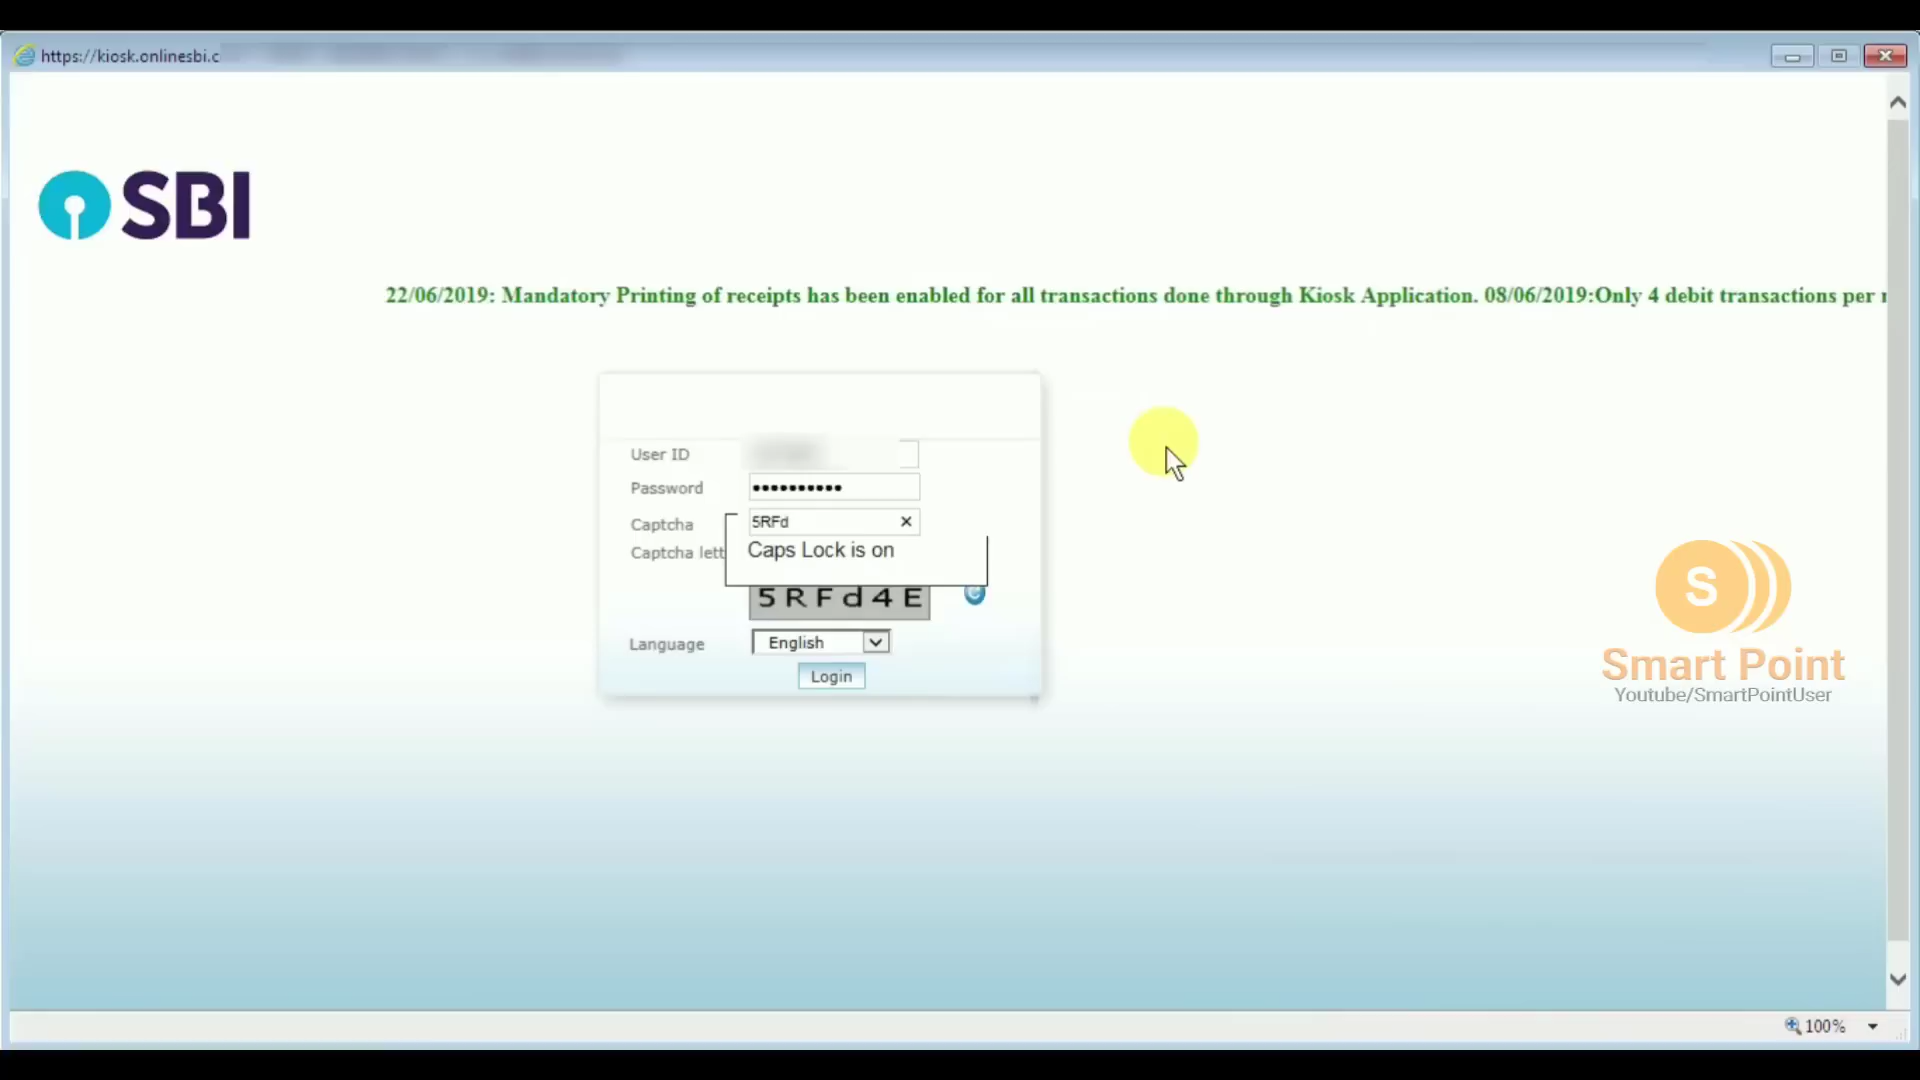 https://kiosk.onlinesbi.c
SBI
22/06/2019: Mandatory Printing of receipts has been enabled for all transactions done through Kiosk Application. 08/06/2019:Only 4 debit transactions per
User ID
Password ••••••••••
Captcha 5RFd
Captcha lett
Caps Lock is on
5RFd4E
Language English
Login
S
Smart Point
Youtube/SmartPointUser
100%